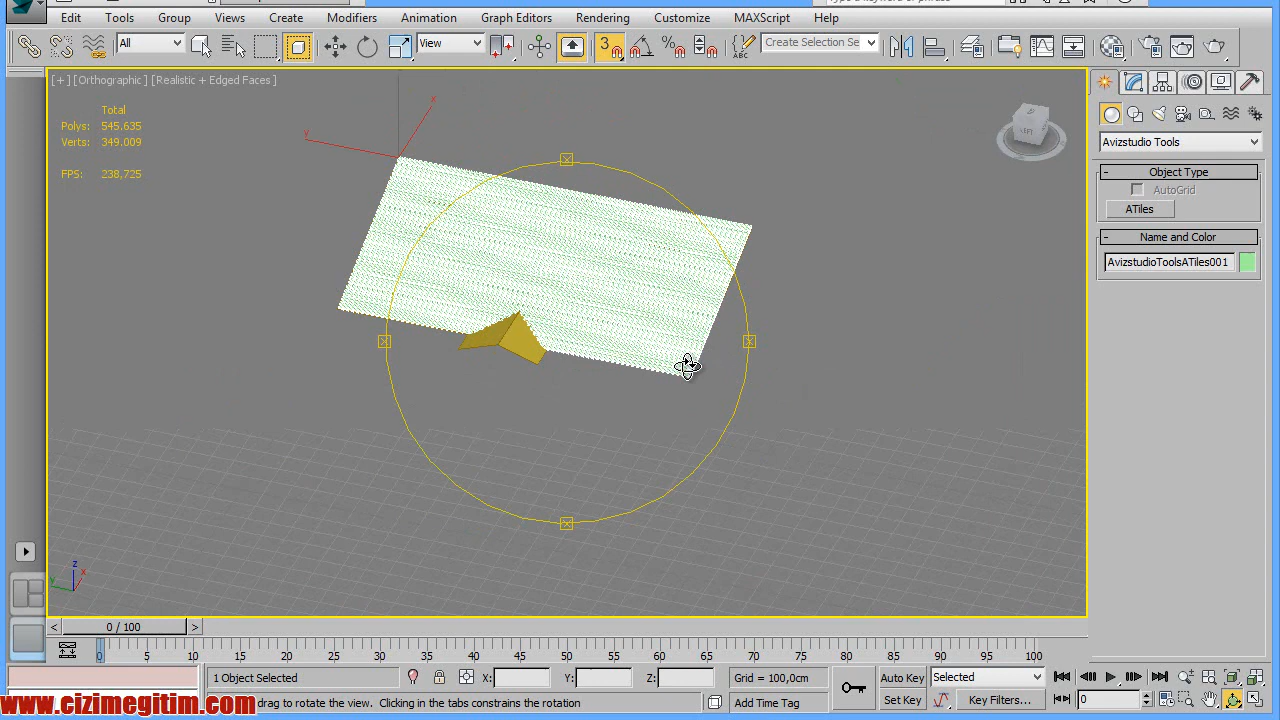 Edit Tools Group Views Create Modifiers Animation Graph Editors Rendering Customize MAXScript Help
All View 3 Create Selection Se
[+] [Orthographic] [Realistic + Edged Faces]
Total
Polys: 545.635
Verts: 349.009
FPS: 238,725
x
y
Avizstudio Tools
- Object Type
AutoGrid
ATiles
- Name and Color
AvizstudioToolsATiles001
z
x
y
< 0 / 100 >
0 5 10 15 20 25 30 35 40 45 50 55 60 65 70 75 80 85 90 95 100
1 Object Selected X: Y: Z: Grid = 100,0cm Auto Key Selected
www.cizimegitim.com drag to rotate the view. Clicking in the tabs constrains the rotation Add Time Tag Set Key Key Filters... 0